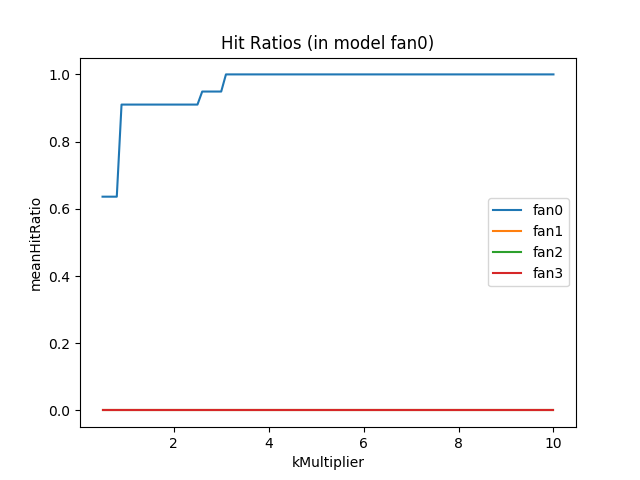 Hit Ratios (in model fan0)
meanHitRatio
1.0
0.8
0.6
0.4
0.2
0.0
fan0
fan1
fan2
fan3
2 4 6 8 10
kMultiplier